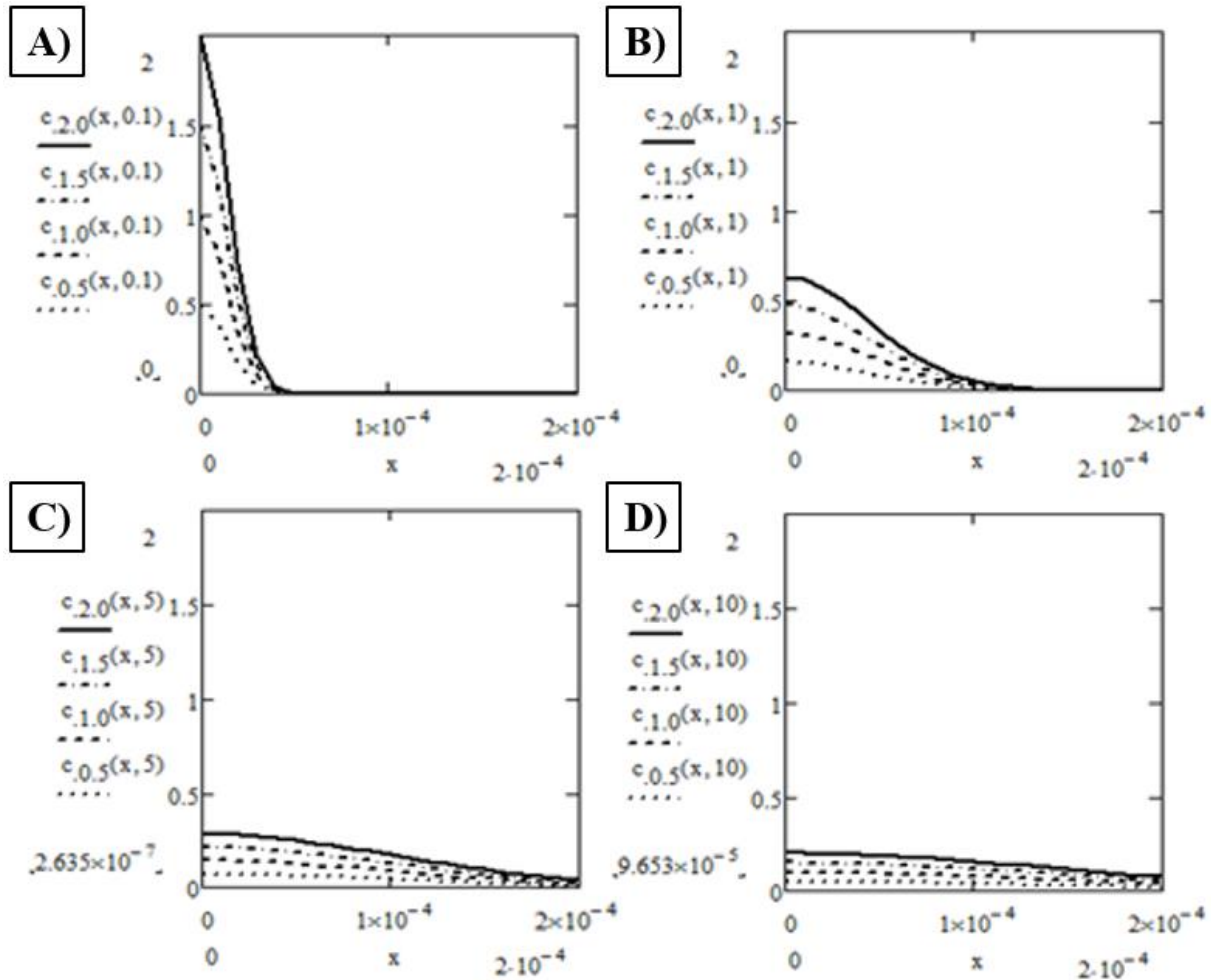 A)
2
c.2.0(x, 0.1)
1.5
c.1.5(x, 0.1)
1
c.1.0(x, 0.1)
0.5
c.0.5(x, 0.1)
.0.
0
0 1×10⁻⁴ 2×10⁻⁴
0 x 2·10⁻⁴
B)
2
c.2.0(x, 1)
1.5
c.1.5(x, 1)
1
c.1.0(x, 1)
0.5
c.0.5(x, 1)
.0.
0
0 1×10⁻⁴ 2×10⁻⁴
0 x 2·10⁻⁴
C)
2
c.2.0(x, 5)
1.5
c.1.5(x, 5)
1
c.1.0(x, 5)
0.5
c.0.5(x, 5)
.2.635×10⁻⁷.
0
0 1×10⁻⁴ 2×10⁻⁴
0 x 2·10⁻⁴
D)
2
c.2.0(x, 10)
1.5
c.1.5(x, 10)
1
c.1.0(x, 10)
0.5
c.0.5(x, 10)
.9.653×10⁻⁵.
0
0 1×10⁻⁴ 2×10⁻⁴
0 x 2·10⁻⁴